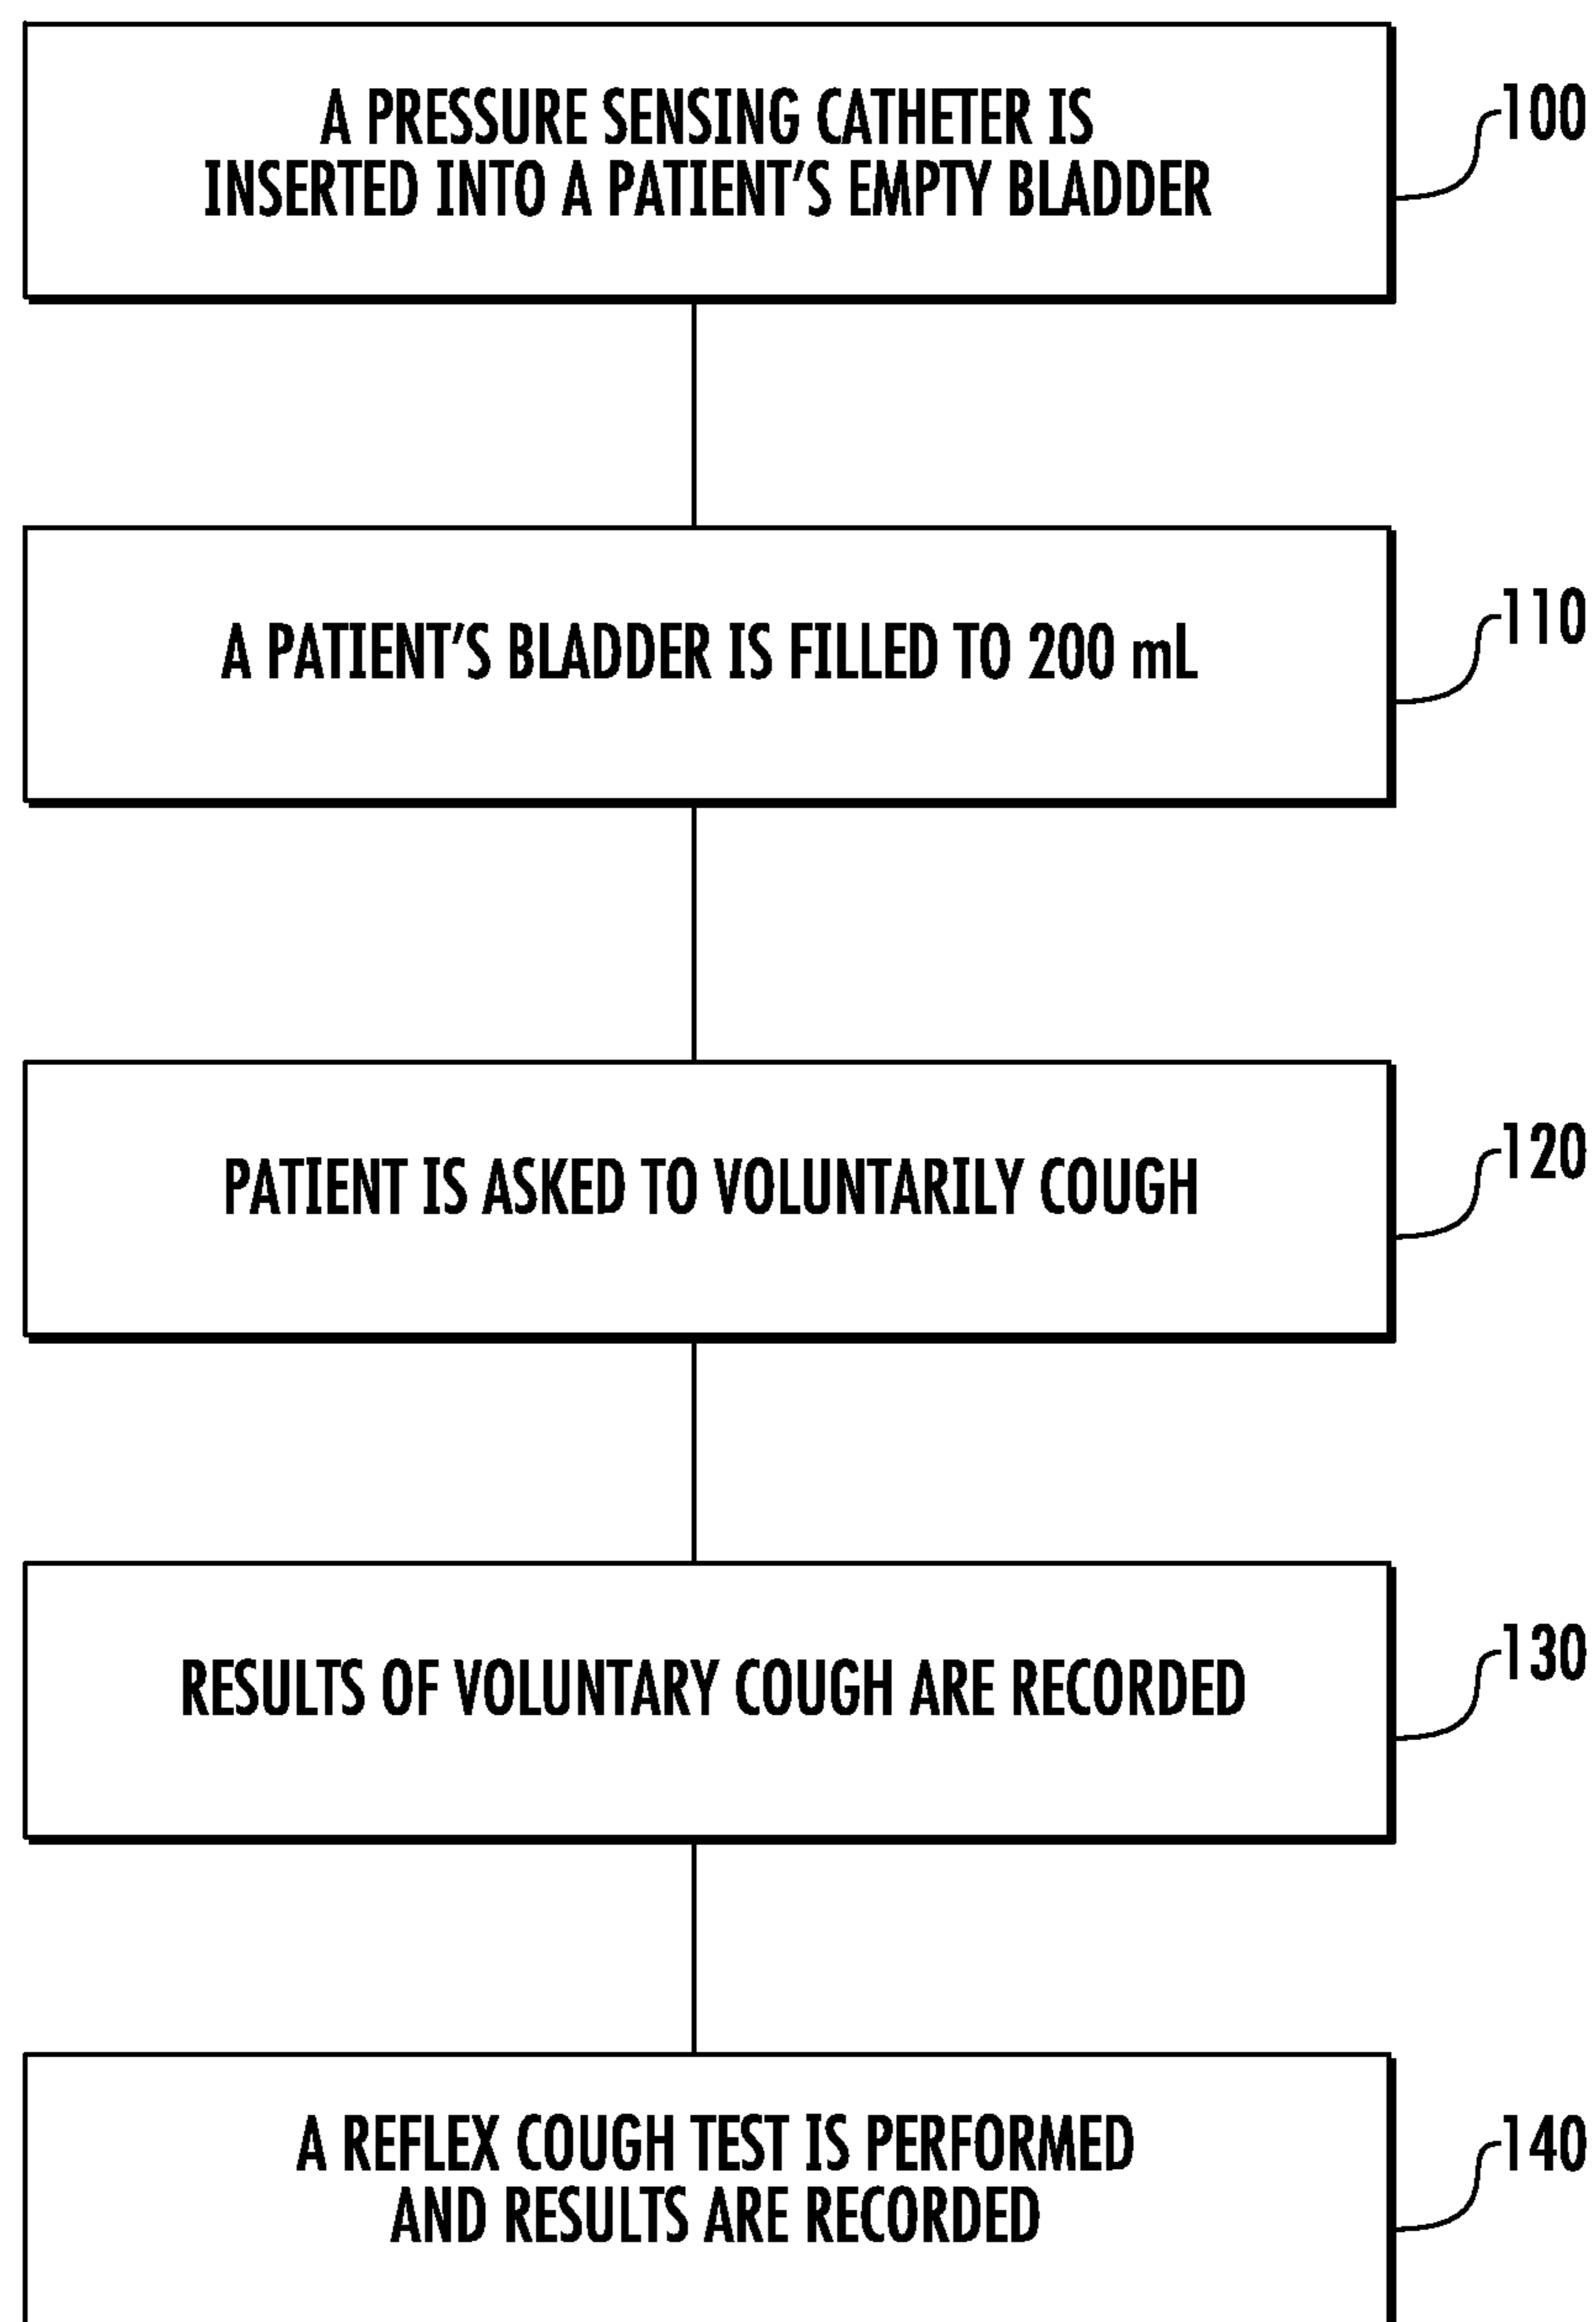 A PRESSURE SENSING CATHETER IS
INSERTED INTO A PATIENT'S EMPTY BLADDER
100
A PATIENT'S BLADDER IS FILLED TO 200 mL
110
PATIENT IS ASKED TO VOLUNTARILY COUGH
120
RESULTS OF VOLUNTARY COUGH ARE RECORDED
130
A REFLEX COUGH TEST IS PERFORMED
AND RESULTS ARE RECORDED
140